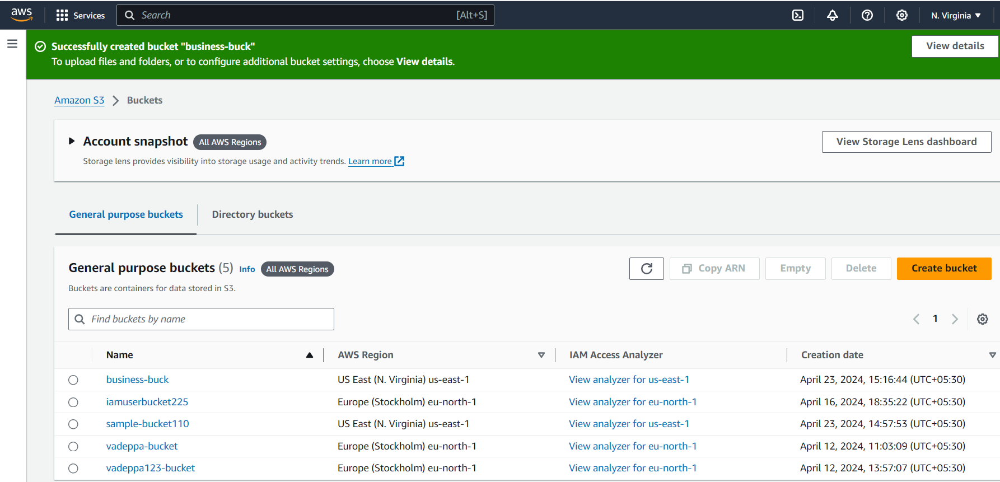 aws Services Search [Alt+S] N. Virginia
Successfully created bucket "business-buck" View details
To upload files and folders, or to configure additional bucket settings, choose View details.
Amazon S3 Buckets
Account snapshot All AWS Regions View Storage Lens dashboard
Storage lens provides visibility into storage usage and activity trends. Learn more
General purpose buckets Directory buckets
General purpose buckets (5) Info All AWS Regions Copy ARN Empty Delete Create bucket
Buckets are containers for data stored in S3.
Find buckets by name 1
Name AWS Region IAM Access Analyzer Creation date
business-buck US East (N. Virginia) us-east-1 View analyzer for us-east-1 April 23, 2024, 15:16:44 (UTC+05:30)
iamuserbucket225 Europe (Stockholm) eu-north-1 View analyzer for eu-north-1 April 16, 2024, 18:35:22 (UTC+05:30)
sample-bucket110 US East (N. Virginia) us-east-1 View analyzer for us-east-1 April 23, 2024, 14:57:53 (UTC+05:30)
vadeppa-bucket Europe (Stockholm) eu-north-1 View analyzer for eu-north-1 April 12, 2024, 11:03:09 (UTC+05:30)
vadeppa123-bucket Europe (Stockholm) eu-north-1 View analyzer for eu-north-1 April 12, 2024, 13:57:07 (UTC+05:30)